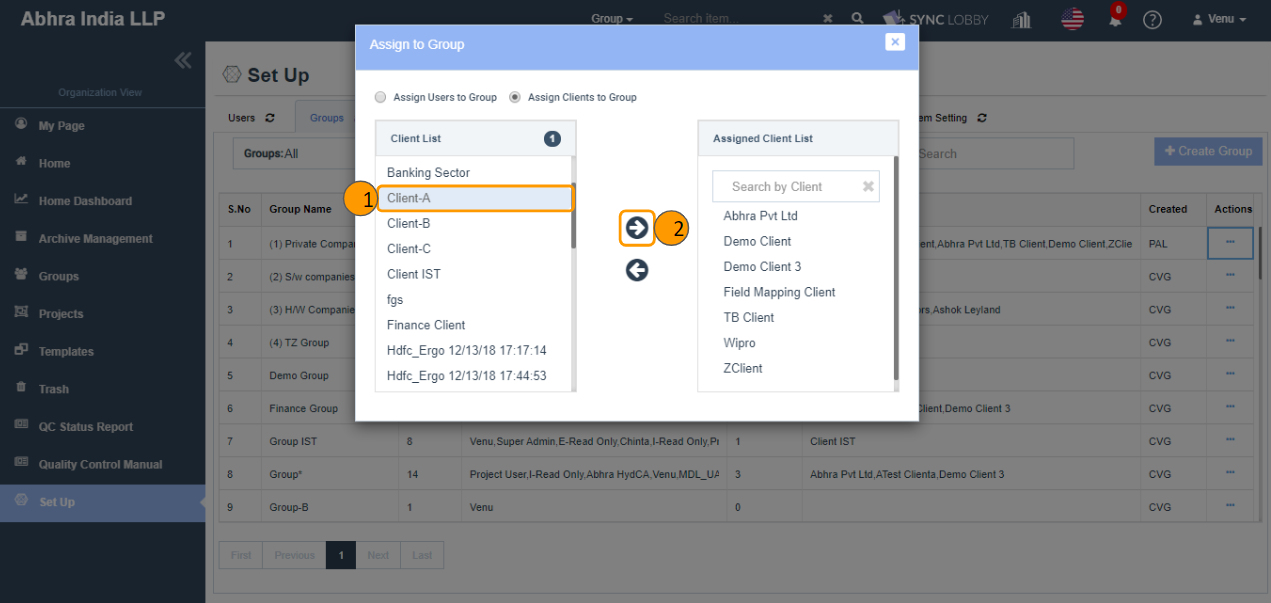 Abhra India LLP
Group
Search item...
SYNC LOBBY
0
Venu
Organization View
My Page
Home
Home Dashboard
Archive Management
Groups
Projects
Templates
Trash
QC Status Report
Quality Control Manual
Set Up
Set Up
Users
Groups
em Setting
Groups:All
Search
Create Group
S.No Group Name Created Actions
1 (1) Private Compa ent,Abhra Pvt Ltd,TB Client,Demo Client,ZClie PAL
2 (2) S/w companies CVG
3 (3) H/W Companie rs,Ashok Leyland CVG
4 (4) TZ Group CVG
5 Demo Group CVG
6 Finance Group Client,Demo Client 3 CVG
7 Group IST 8 Venu,Super Admin,E-Read Only,Chinta,I-Read Only,Pr 1 Client IST CVG
8 Group* 14 Project User,I-Read Only,Abhra HydCA,Venu,MDL_UA 3 Abhra Pvt Ltd,ATest Clienta,Demo Client 3 CVG
9 Group-B 1 Venu 0 CVG
First Previous 1 Next Last
Assign to Group
Assign Users to Group Assign Clients to Group
Client List 1
Banking Sector
1 Client-A
Client-B
Client-C
Client IST
fgs
Finance Client
Hdfc_Ergo 12/13/18 17:17:14
Hdfc_Ergo 12/13/18 17:44:53
2
Assigned Client List
Search by Client
Abhra Pvt Ltd
Demo Client
Demo Client 3
Field Mapping Client
TB Client
Wipro
ZClient